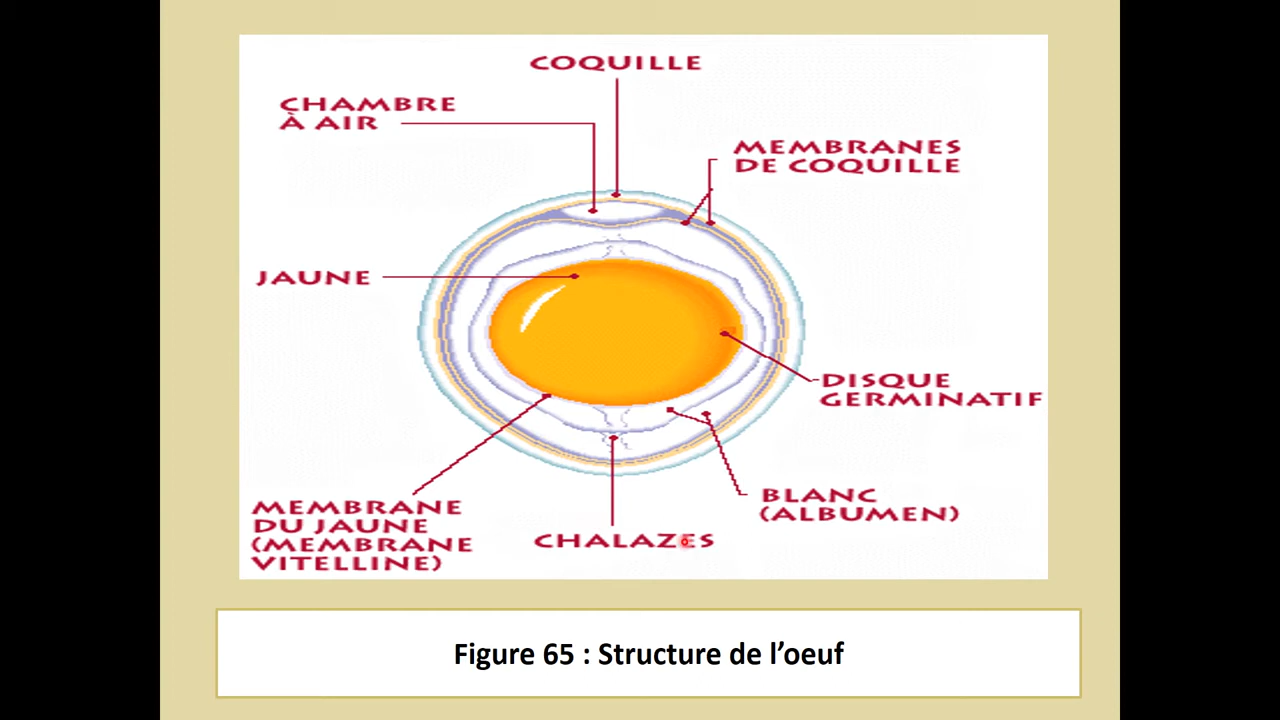 COQUILLE
CHAMBRE
À AIR
MEMBRANES
DE COQUILLE
JAUNE
DISQUE
GERMINATIF
BLANC
(ALBUMEN)
MEMBRANE
DU JAUNE
(MEMBRANE
VITELLINE)
CHALAZES
Figure 65 : Structure de l’oeuf